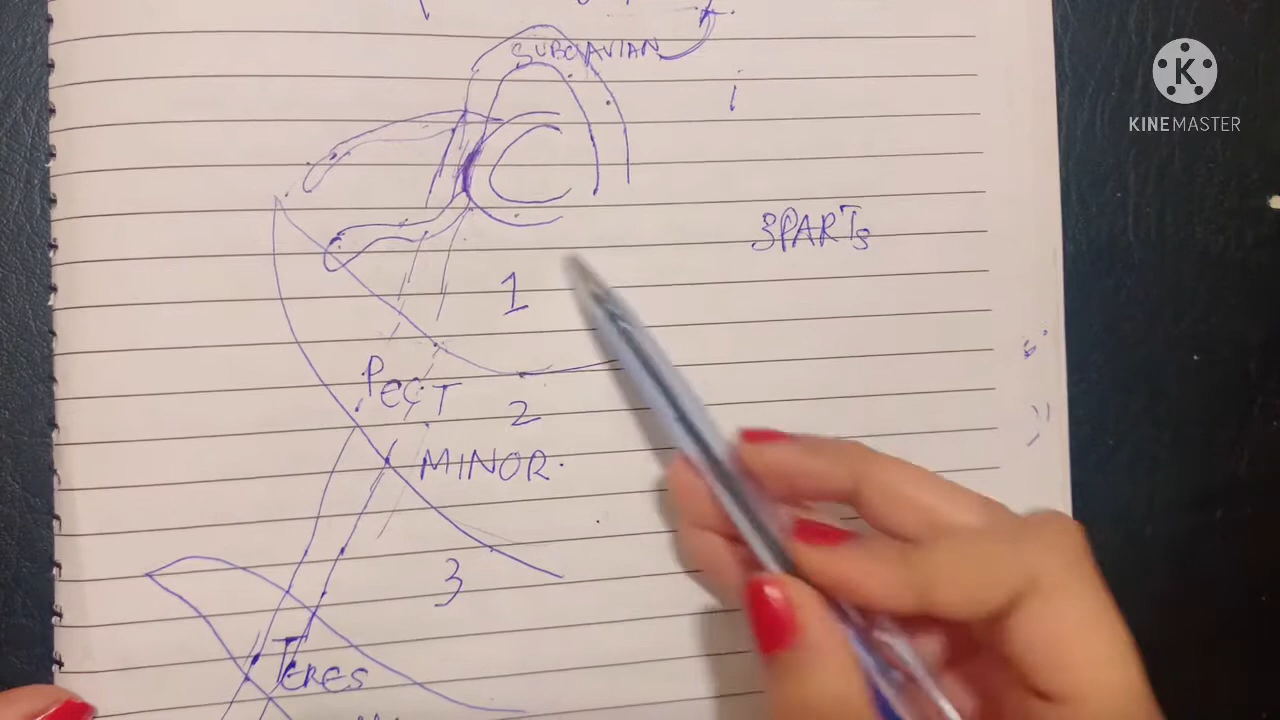 SUBCLAVIAN
K
KINEMASTER
3PARTs
1
PECT
2
MINOR.
3
TERES